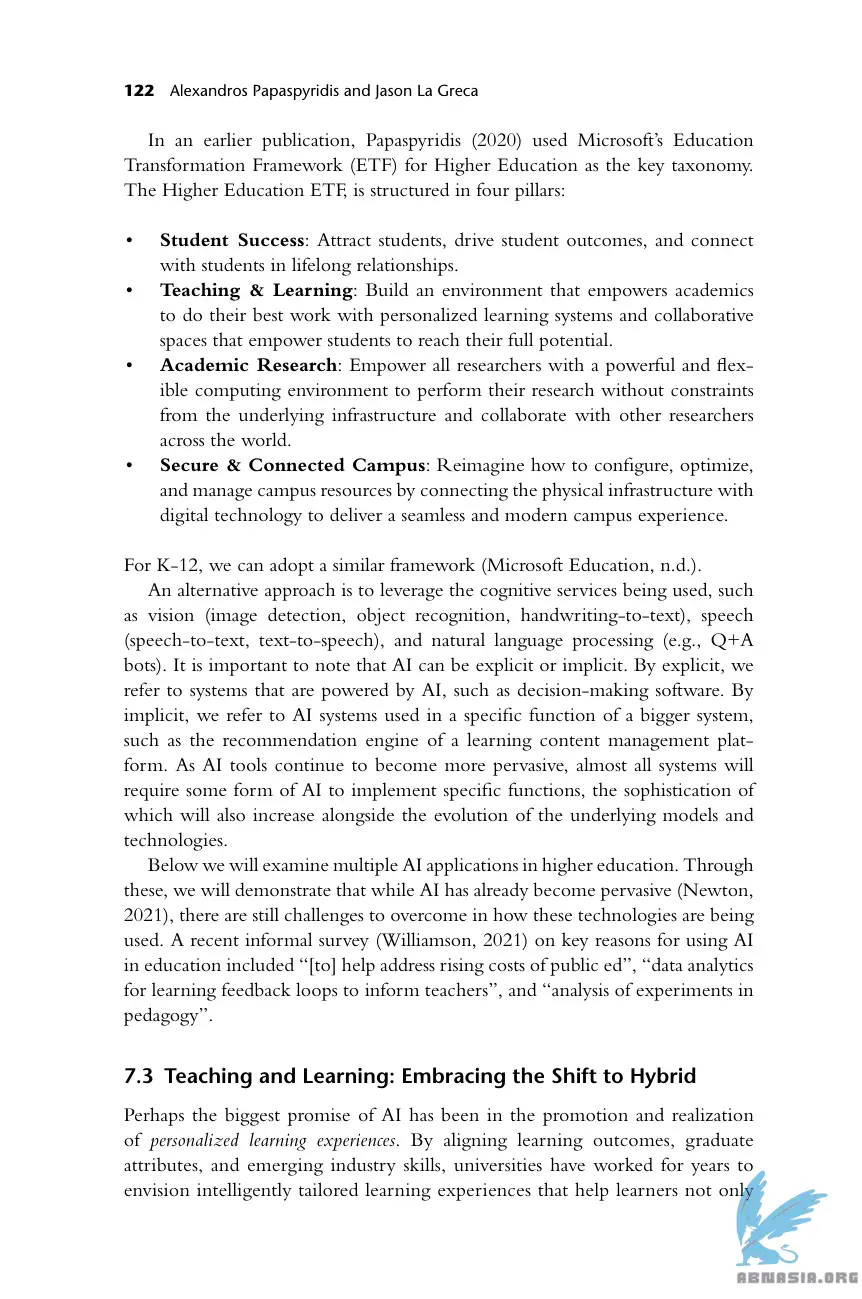 122 Alexandros Papaspyridis and Jason La Greca
In an earlier publication, Papaspyridis (2020) used Microsoft’s Education
Transformation Framework (ETF) for Higher Education as the key taxonomy.
The Higher Education ETF, is structured in four pillars:
• Student Success: Attract students, drive student outcomes, and connect
with students in lifelong relationships.
• Teaching & Learning: Build an environment that empowers academics
to do their best work with personalized learning systems and collaborative
spaces that empower students to reach their full potential.
• Academic Research: Empower all researchers with a powerful and flex-
ible computing environment to perform their research without constraints
from the underlying infrastructure and collaborate with other researchers
across the world.
• Secure & Connected Campus: Reimagine how to configure, optimize,
and manage campus resources by connecting the physical infrastructure with
digital technology to deliver a seamless and modern campus experience.
For K-12, we can adopt a similar framework (Microsoft Education, n.d.).
An alternative approach is to leverage the cognitive services being used, such
as vision (image detection, object recognition, handwriting-to-text), speech
(speech-to-text, text-to-speech), and natural language processing (e.g., Q+A
bots). It is important to note that AI can be explicit or implicit. By explicit, we
refer to systems that are powered by AI, such as decision-making software. By
implicit, we refer to AI systems used in a specific function of a bigger system,
such as the recommendation engine of a learning content management plat-
form. As AI tools continue to become more pervasive, almost all systems will
require some form of AI to implement specific functions, the sophistication of
which will also increase alongside the evolution of the underlying models and
technologies.
Below we will examine multiple AI applications in higher education. Through
these, we will demonstrate that while AI has already become pervasive (Newton,
2021), there are still challenges to overcome in how these technologies are being
used. A recent informal survey (Williamson, 2021) on key reasons for using AI
in education included “[to] help address rising costs of public ed”, “data analytics
for learning feedback loops to inform teachers”, and “analysis of experiments in
pedagogy”.
7.3 Teaching and Learning: Embracing the Shift to Hybrid
Perhaps the biggest promise of AI has been in the promotion and realization
of personalized learning experiences. By aligning learning outcomes, graduate
attributes, and emerging industry skills, universities have worked for years to
envision intelligently tailored learning experiences that help learners not only
ABNASIA.ORG